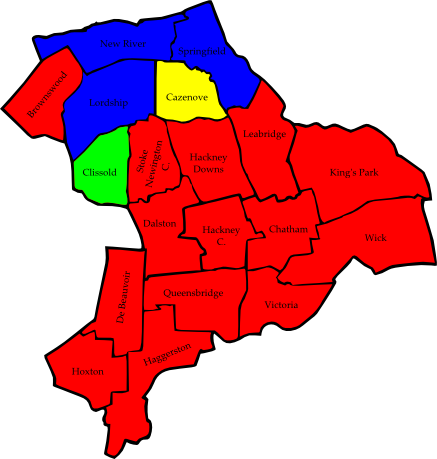 New River
Springfield
Brownswood
Lordship
Cazenove
Leabridge
Clissold
Stoke
Newington
C.
Hackney
Downs
King's Park
Dalston
Hackney
C.
Chatham
Wick
De Beauvoir
Queensbridge
Victoria
Haggerston
Hoxton